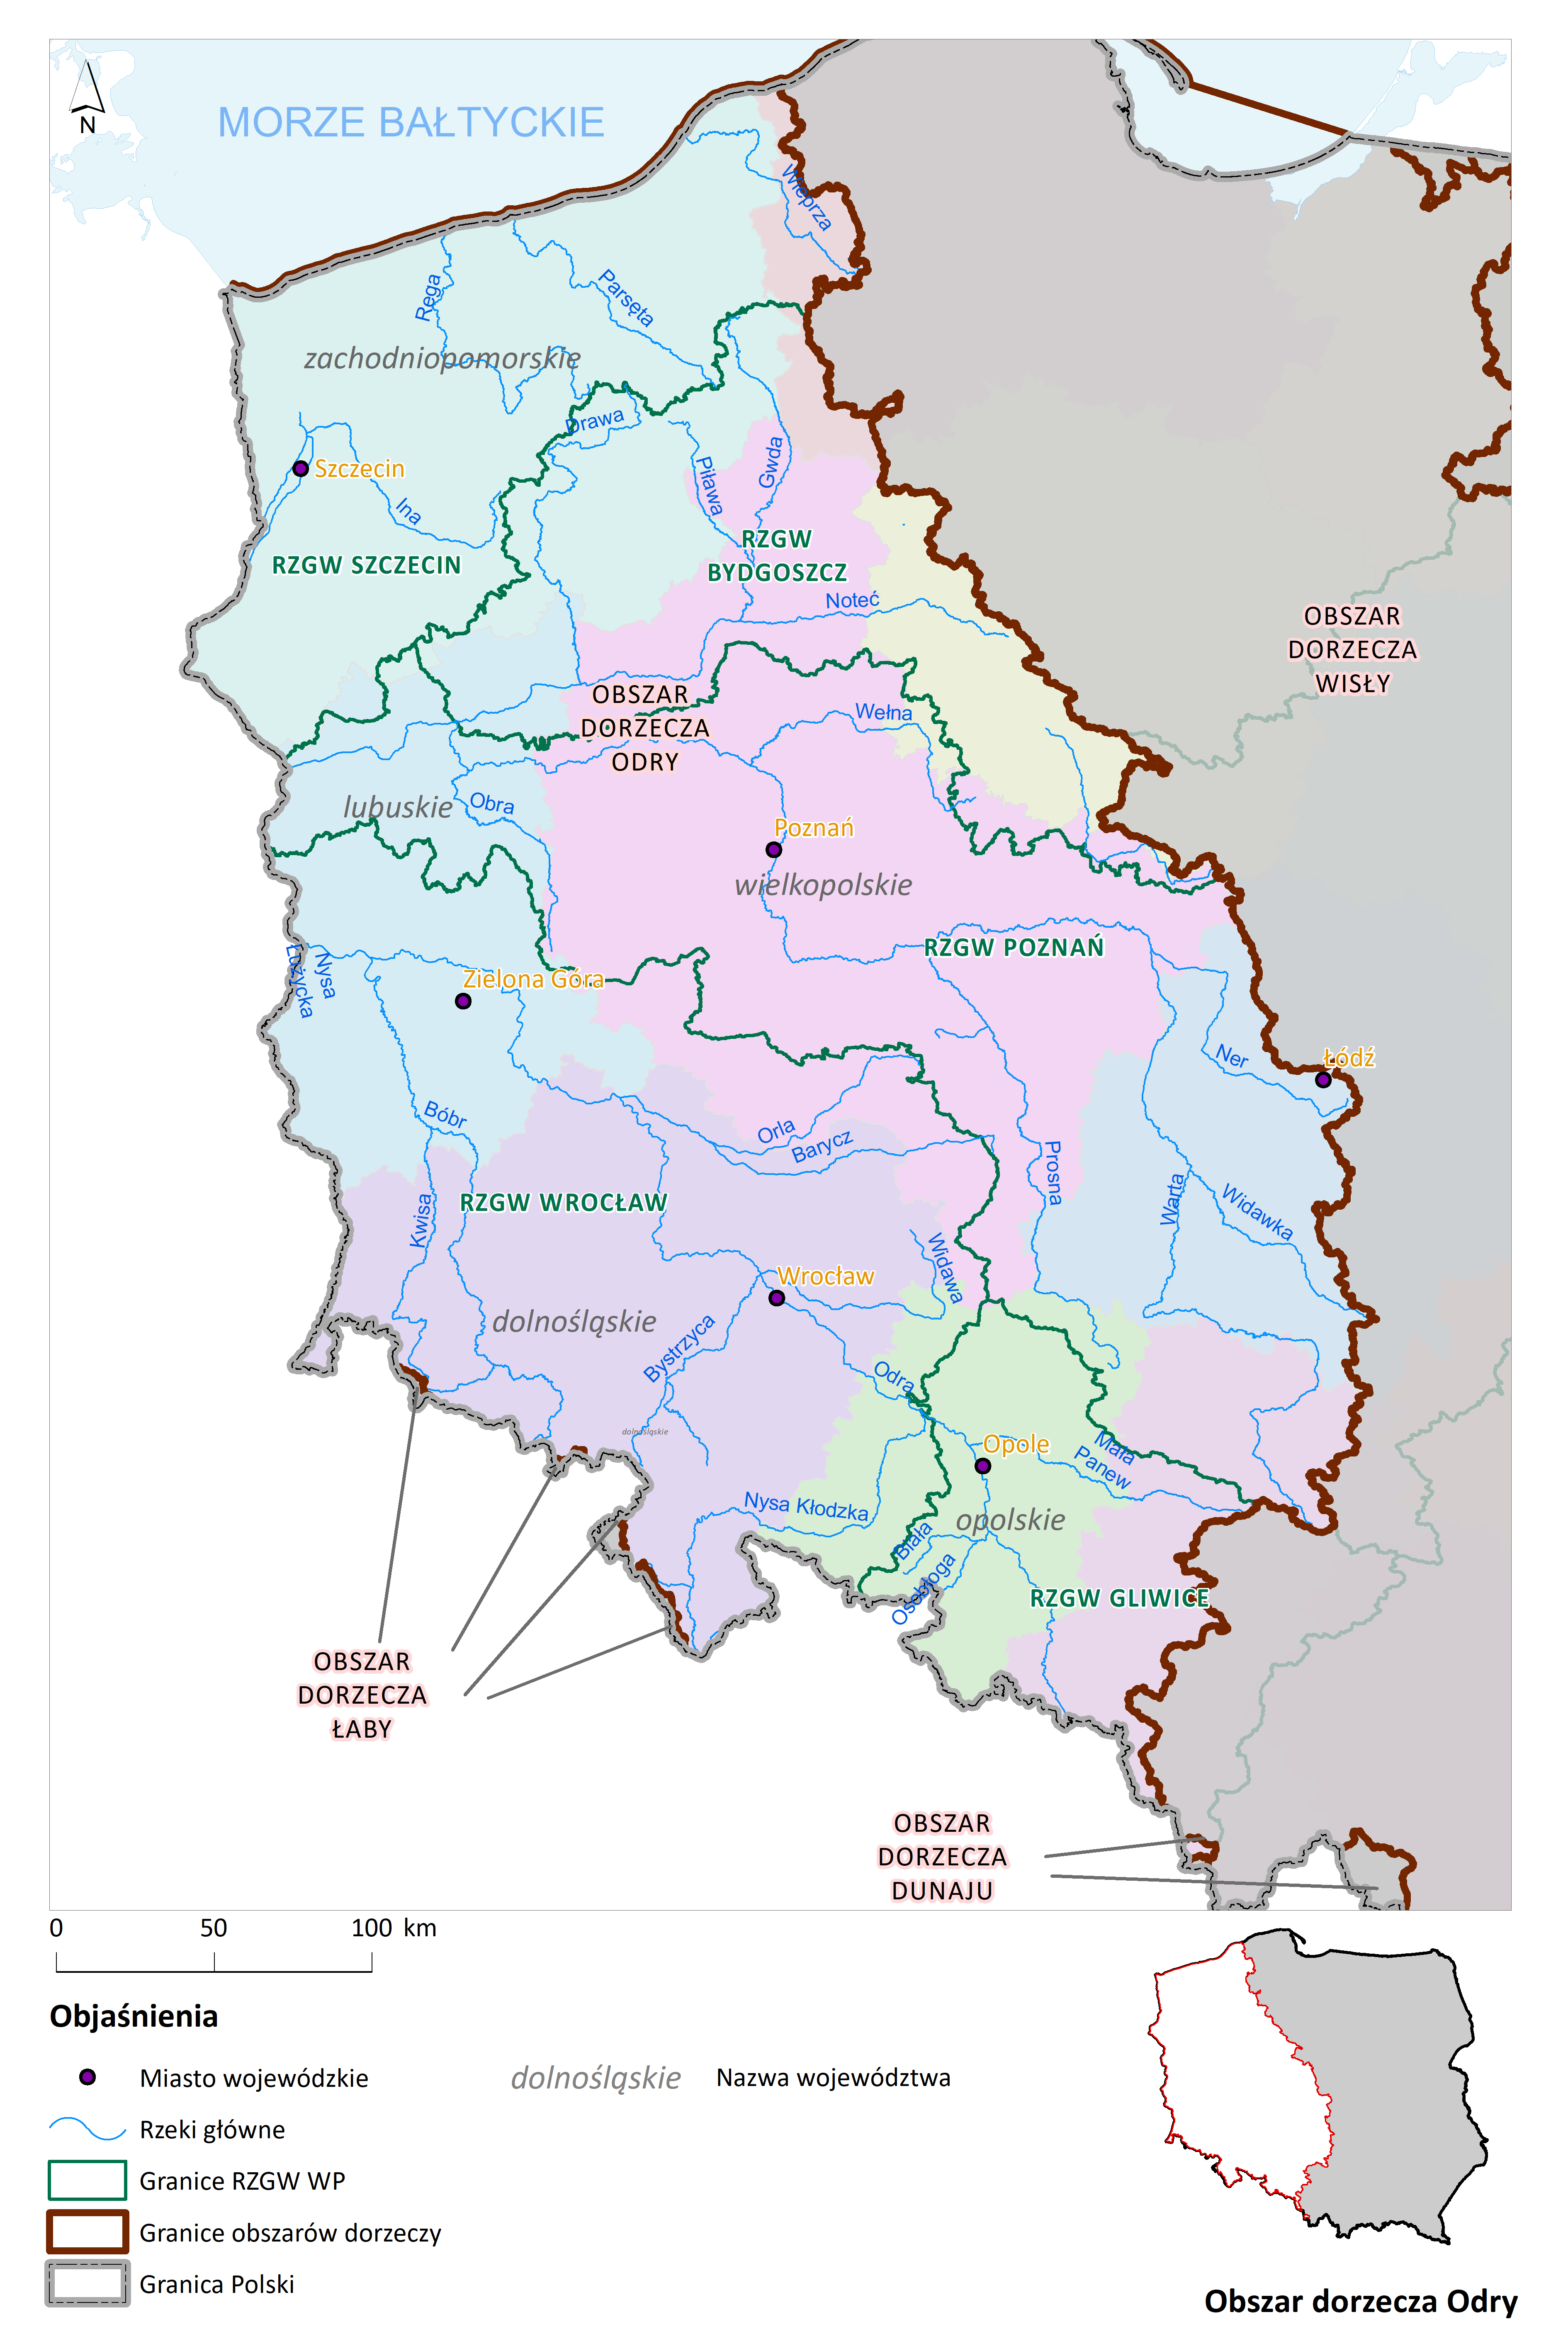 N
MORZE BAŁTYCKIE
Wieprza
Rega
Parsęta
zachodniopomorskie
Drawa
Szczecin
Ina
Piława
Gwda
RZGW SZCZECIN
RZGW
BYDGOSZCZ
Noteć
OBSZAR
DORZECZA
WISŁY
OBSZAR
DORZECZA
ODRY
Wełna
lubuskie
Obra
Poznań
wielkopolskie
RZGW POZNAŃ
Nysa
Łużycka
Zielona Góra
Ner
Łódź
Bóbr
Orla
Barycz
Prosna
Warta
Widawka
Kwisa
RZGW WROCŁAW
Widawa
Wrocław
dolnośląskie
Bystrzyca
Odra
dolnośląskie
Opole
Mała
Panew
Nysa Kłodzka
opolskie
Biała
Osobłoga
RZGW GLIWICE
OBSZAR
DORZECZA
ŁABY
OBSZAR
DORZECZA
DUNAJU
0 50 100 km
Objaśnienia
Miasto wojewódzkie
dolnośląskie Nazwa województwa
Rzeki główne
Granice RZGW WP
Granice obszarów dorzeczy
Granica Polski
Obszar dorzecza Odry